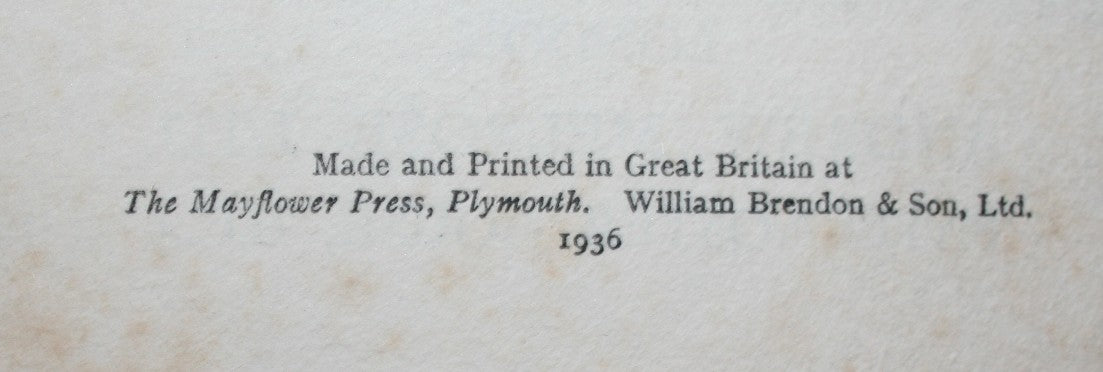 Made and Printed in Great Britain at
The Mayflower Press, Plymouth. William Brendon & Son, Ltd.
1936